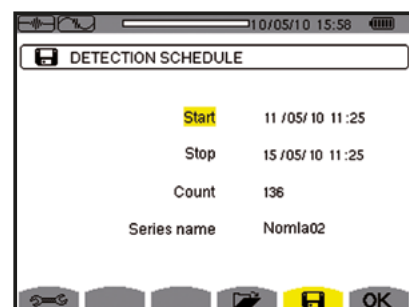 10/05/10 15:58
DETECTION SCHEDULE
Start 11 /05/ 10 11 :25
Stop 15 /05/ 10 11 :25
Count 136
Series name Nomla02
OK